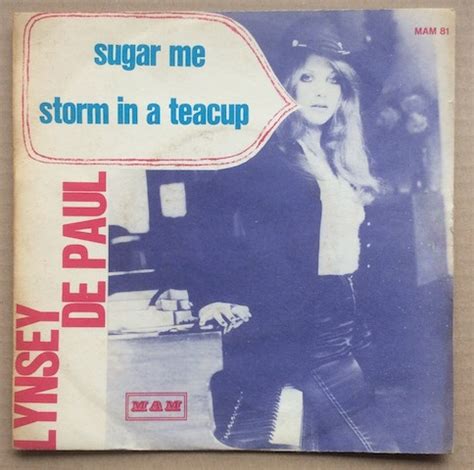 sugar me
storm in a teacup
MAM 81
LYNSEY
DE PAUL
MAM